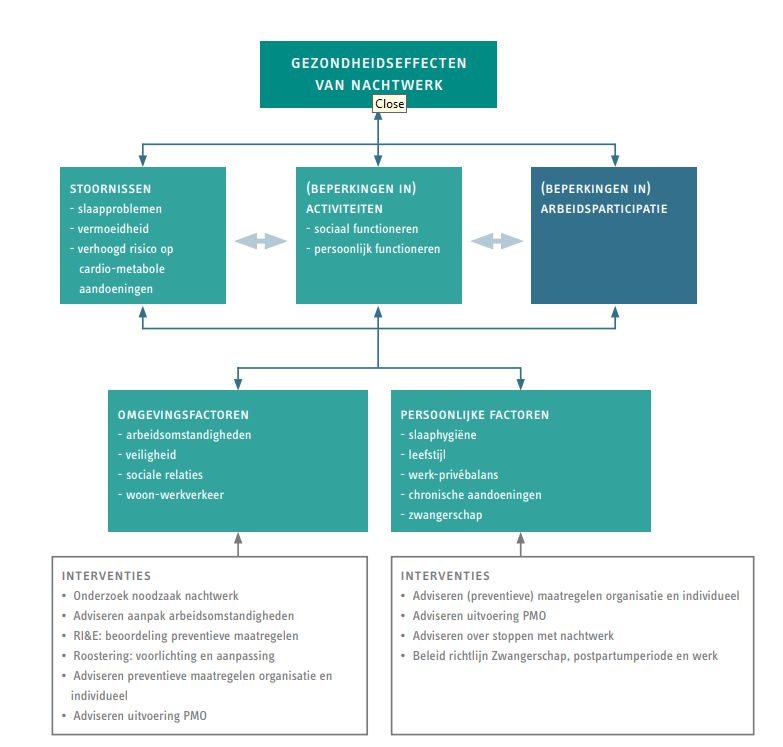 GEZONDHEIDSEFFECTEN
VAN NACHTWERK
Close
STOORNISSEN
- slaapproblemen
- vermoeidheid
- verhoogd risico op
cardio-metabole
aandoeningen
(BEPERKINGEN IN)
ACTIVITEITEN
- sociaal functioneren
- persoonlijk functioneren
(BEPERKINGEN IN)
ARBEIDSPARTICIPATIE
OMGEVINGSFACTOREN
- arbeidsomstandigheden
- veiligheid
- sociale relaties
- woon-werkverkeer
PERSOONLIJKE FACTOREN
- slaaphygiëne
- leefstijl
- werk-privébalans
- chronische aandoeningen
- zwangerschap
INTERVENTIES
• Onderzoek noodzaak nachtwerk
• Adviseren aanpak arbeidsomstandigheden
• RI&E: beoordeling preventieve maatregelen
• Roostering: voorlichting en aanpassing
• Adviseren preventieve maatregelen organisatie en
individueel
• Adviseren uitvoering PMO
INTERVENTIES
• Adviseren (preventieve) maatregelen organisatie en individueel
• Adviseren uitvoering PMO
• Adviseren over stoppen met nachtwerk
• Beleid richtlijn Zwangerschap, postpartumperiode en werk